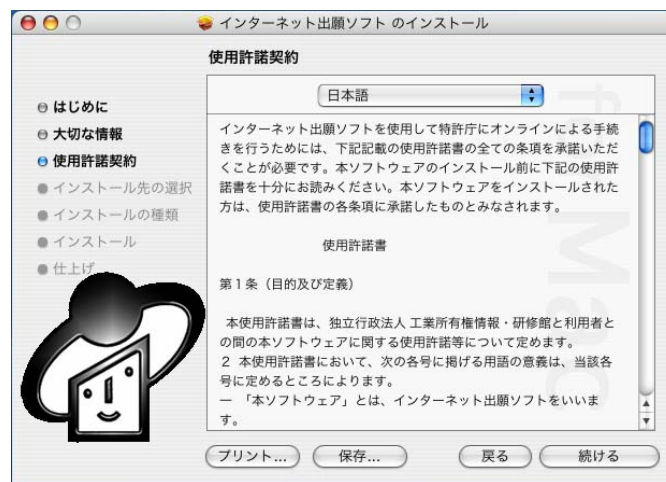 インターネット出願ソフト のインストール
使用許諾契約
はじめに
大切な情報
使用許諾契約
インストール先の選択
インストールの種類
インストール
仕上げ
日本語
インターネット出願ソフトを使用して特許庁にオンラインによる手続
きを行うためには、下記記載の使用許諾書の全ての条項を承諾いただ
くことが必要です。本ソフトウェアのインストール前に下記の使用許
諾書を十分にお読みください。本ソフトウェアをインストールされた
方は、使用許諾書の各条項に承諾したものとみなされます。
使用許諾書
第1条（目的及び定義）
本使用許諾書は、独立行政法人 工業所有権情報・研修館と利用者と
の間の本ソフトウェアに関する使用許諾等について定めます。
２ 本使用許諾書において、次の各号に掲げる用語の意義は、当該各
号に定めるところによります。
一 「本ソフトウェア」とは、インターネット出願ソフトをいいま
す。
for Mac
プリント...
保存...
戻る
続ける